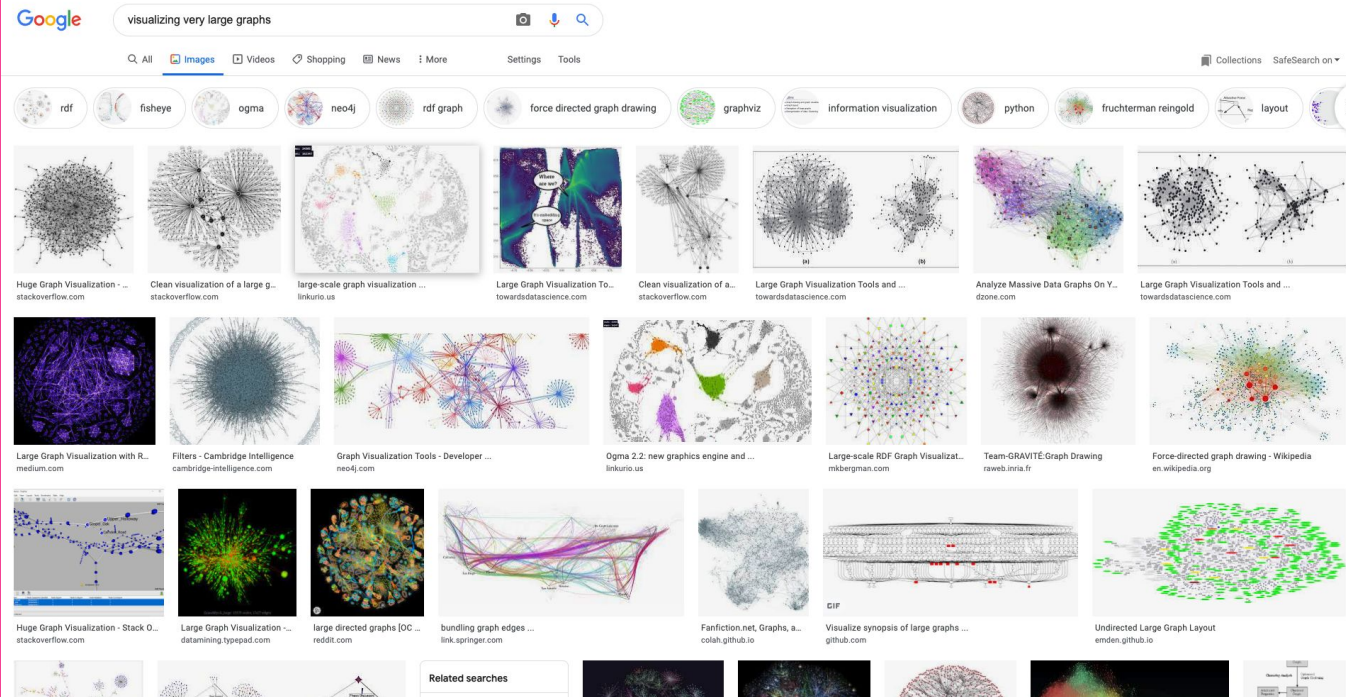 Google
visualizing very large graphs
All Images Videos Shopping News More Settings Tools Collections SafeSearch on
rdf fisheye ogma neo4j rdf graph force directed graph drawing graphviz information visualization python fruchterman reingold layout
Where are we?
It's embedding space
(a) (b)
(a) (b)
Huge Graph Visualization - ... Clean visualization of a large g... large-scale graph visualization ... Large Graph Visualization To... Clean visualization of a... Large Graph Visualization Tools and ... Analyze Massive Data Graphs On Y... Large Graph Visualization Tools and ...
stackoverflow.com stackoverflow.com linkurio.us towardsdatascience.com stackoverflow.com towardsdatascience.com dzone.com towardsdatascience.com
Large Graph Visualization with R... Filters - Cambridge Intelligence Graph Visualization Tools - Developer ... Ogma 2.2: new graphics engine and ... Large-scale RDF Graph Visualizat... Team-GRAVITÉ:Graph Drawing Force-directed graph drawing - Wikipedia
medium.com cambridge-intelligence.com neo4j.com linkurio.us mkbergman.com raweb.inria.fr en.wikipedia.org
GIF
Huge Graph Visualization - Stack O... Large Graph Visualization -... large directed graphs [OC ... bundling graph edges ... Fanfiction.net, Graphs, a... Visualize synopsis of large graphs ... Undirected Large Graph Layout
stackoverflow.com datamining.typepad.com reddit.com link.springer.com colah.github.io github.com emden.github.io
Related searches